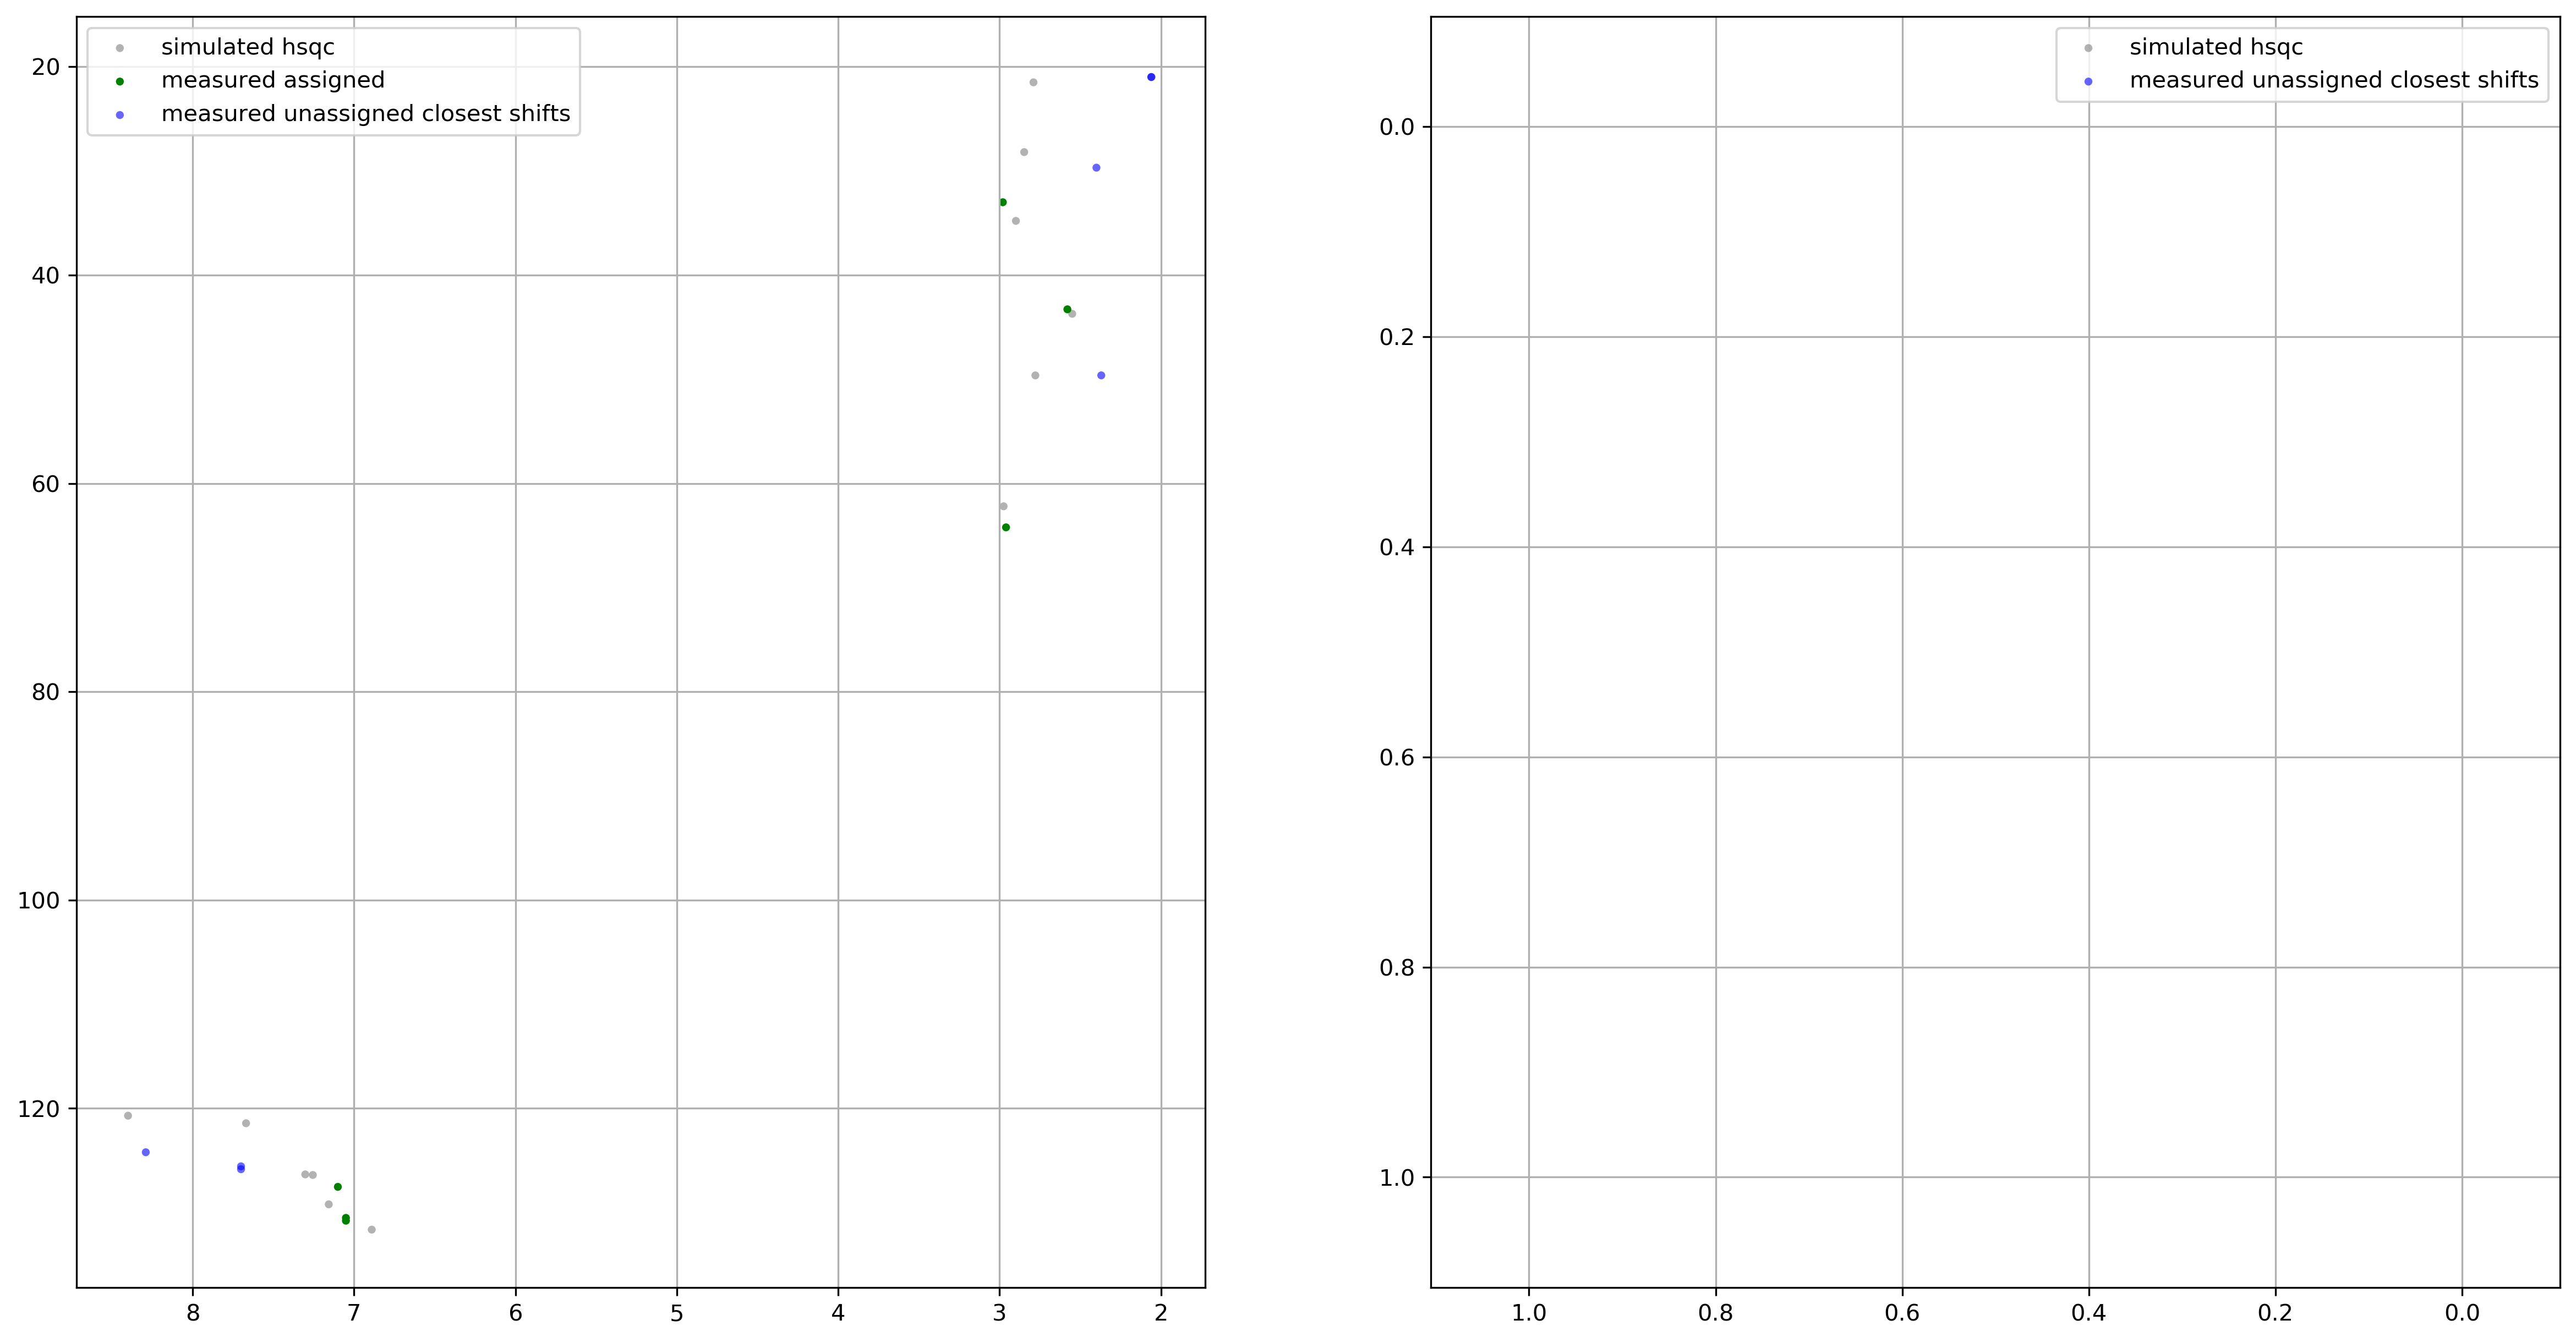 simulated hsqc
measured assigned
measured unassigned closest shifts
20
40
60
80
100
120
8 7 6 5 4 3 2
simulated hsqc
measured unassigned closest shifts
0.0
0.2
0.4
0.6
0.8
1.0
1.0 0.8 0.6 0.4 0.2 0.0